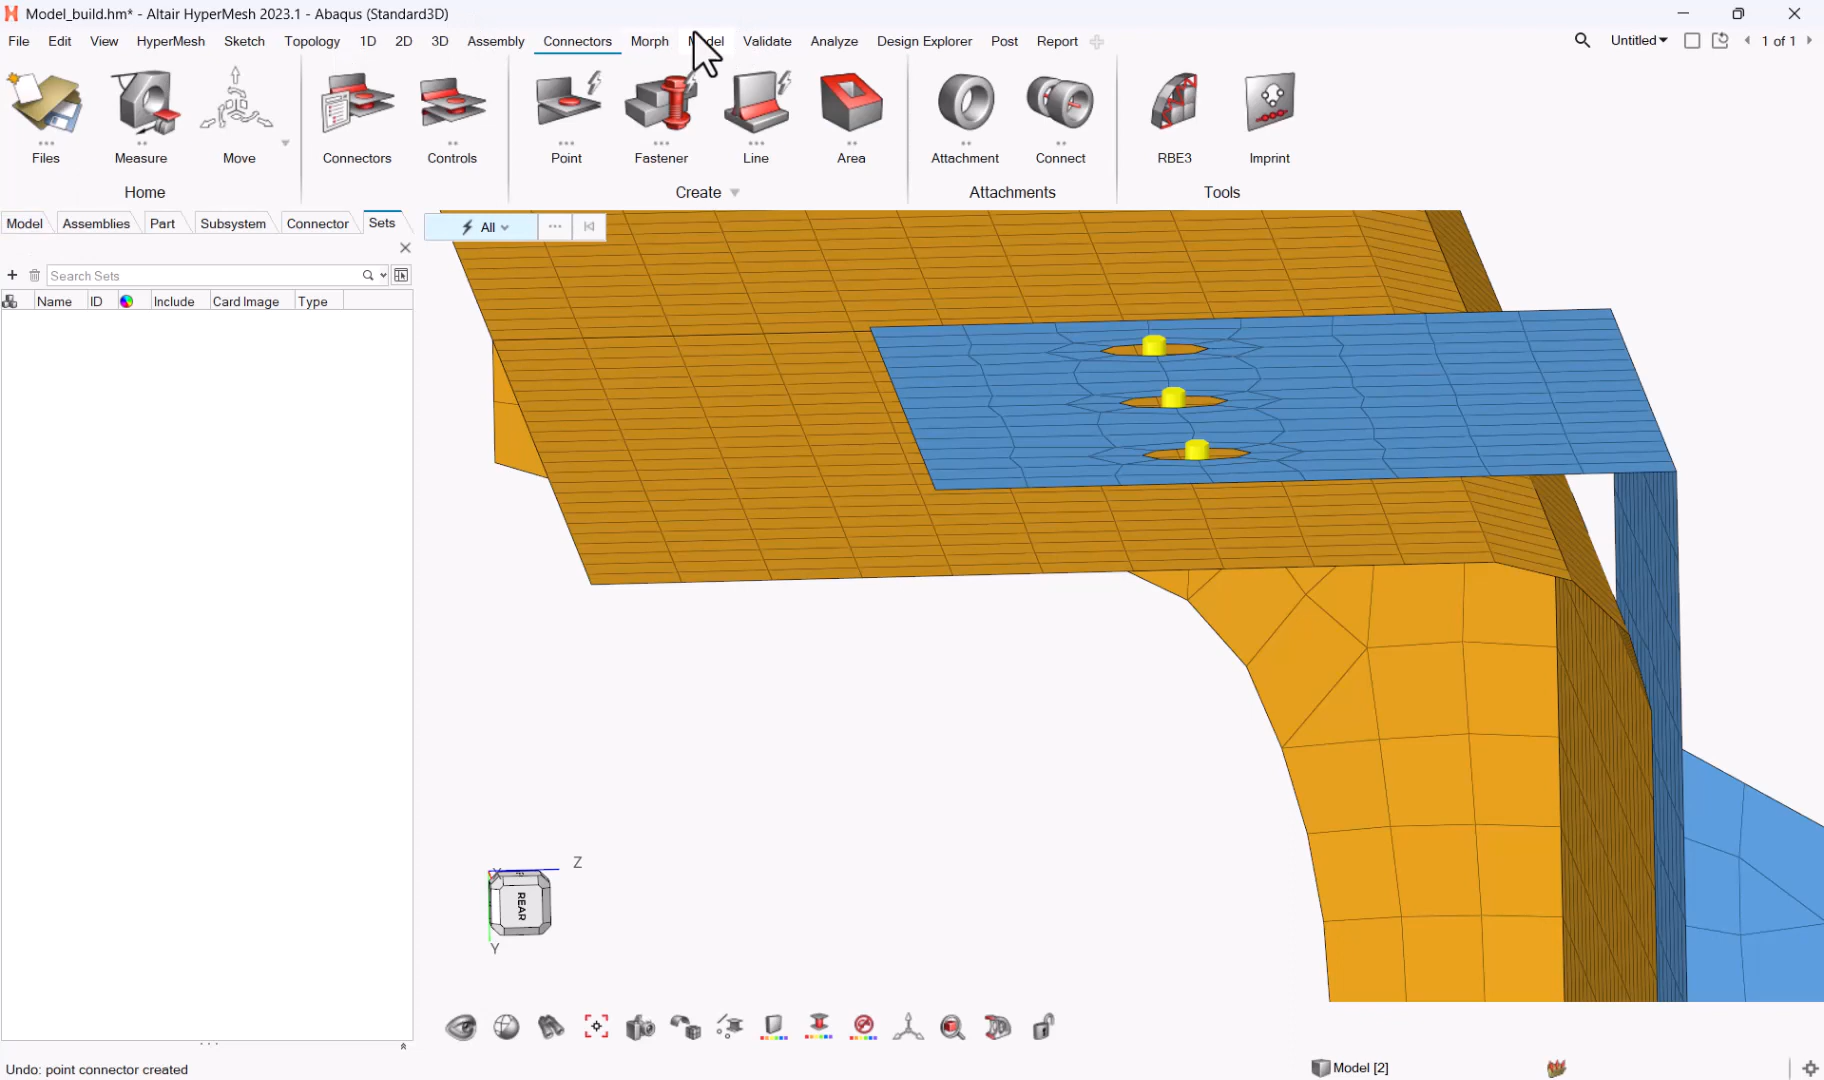 Model_build.hm* - Altair HyperMesh 2023.1 - Abaqus (Standard3D)
File Edit View HyperMesh Sketch Topology 1D 2D 3D Assembly Connectors Morph Model Validate Analyze Design Explorer Post Report Untitled 1 of 1
Files Measure Move Connectors Controls Point Fastener Line Area Attachment Connect RBE3 Imprint
Home Create Attachments Tools
Model Assemblies Part Subsystem Connector Sets
All
Search Sets
Name ID Include Card Image Type
Z
REAR
Y
Undo: point connector created
Model [2]